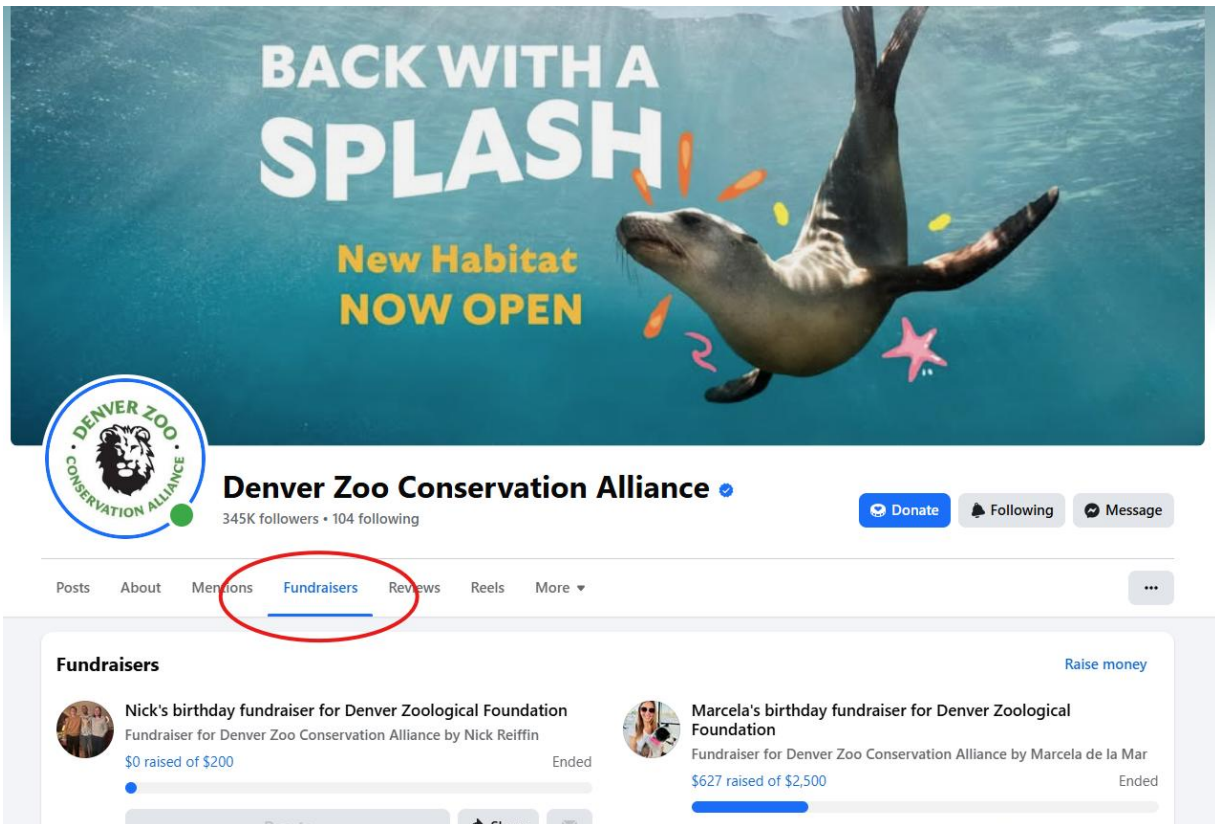 BACK WITH A
SPLASH
New Habitat
NOW OPEN
DENVER ZOO
CONSERVATION ALLIANCE
Denver Zoo Conservation Alliance
345K followers • 104 following
Donate
Following
Message
Posts
About
Mentions
Fundraisers
Reviews
Reels
More
Fundraisers
Raise money
Nick's birthday fundraiser for Denver Zoological Foundation
Fundraiser for Denver Zoo Conservation Alliance by Nick Reiffin
$0 raised of $200
Ended
Marcela's birthday fundraiser for Denver Zoological
Foundation
Fundraiser for Denver Zoo Conservation Alliance by Marcela de la Mar
$627 raised of $2,500
Ended